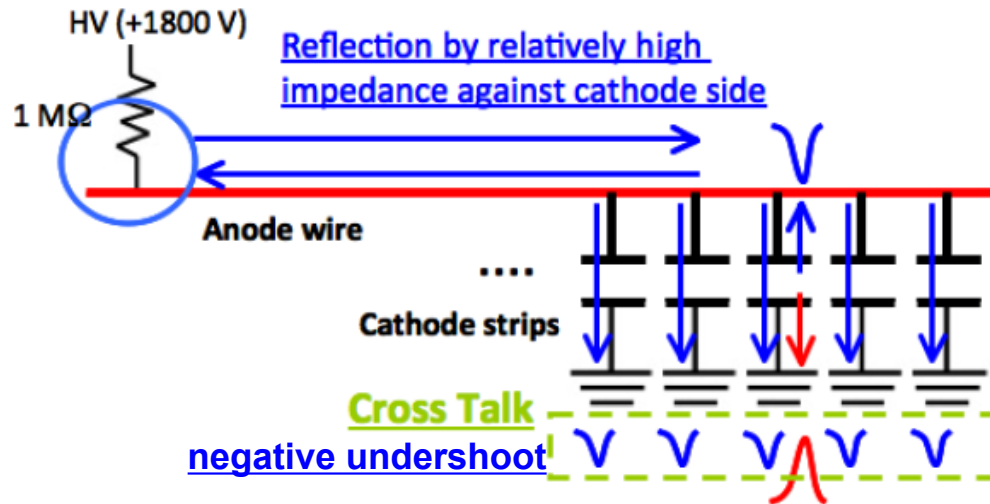 HV (+1800 V)
Reflection by relatively high
impedance against cathode side
1 MΩ
Anode wire
....
Cathode strips
Cross Talk
negative undershoot